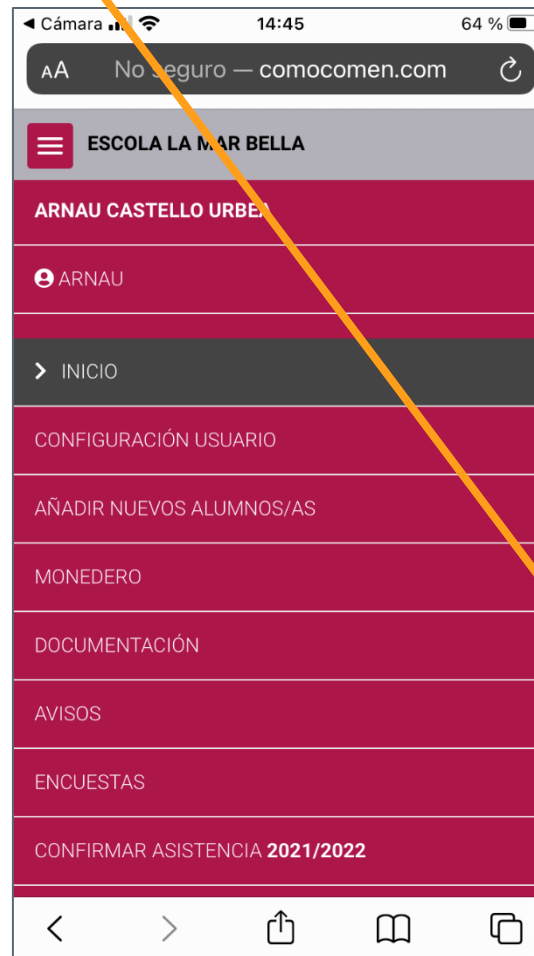 ◀ Cámara 14:45 64 %
AA No seguro — comocomen.com
ESCOLA LA MAR BELLA
ARNAU CASTELLO URBEA
ARNAU
INICIO
CONFIGURACIÓN USUARIO
AÑADIR NUEVOS ALUMNOS/AS
MONEDERO
DOCUMENTACIÓN
AVISOS
ENCUESTAS
CONFIRMAR ASISTENCIA 2021/2022